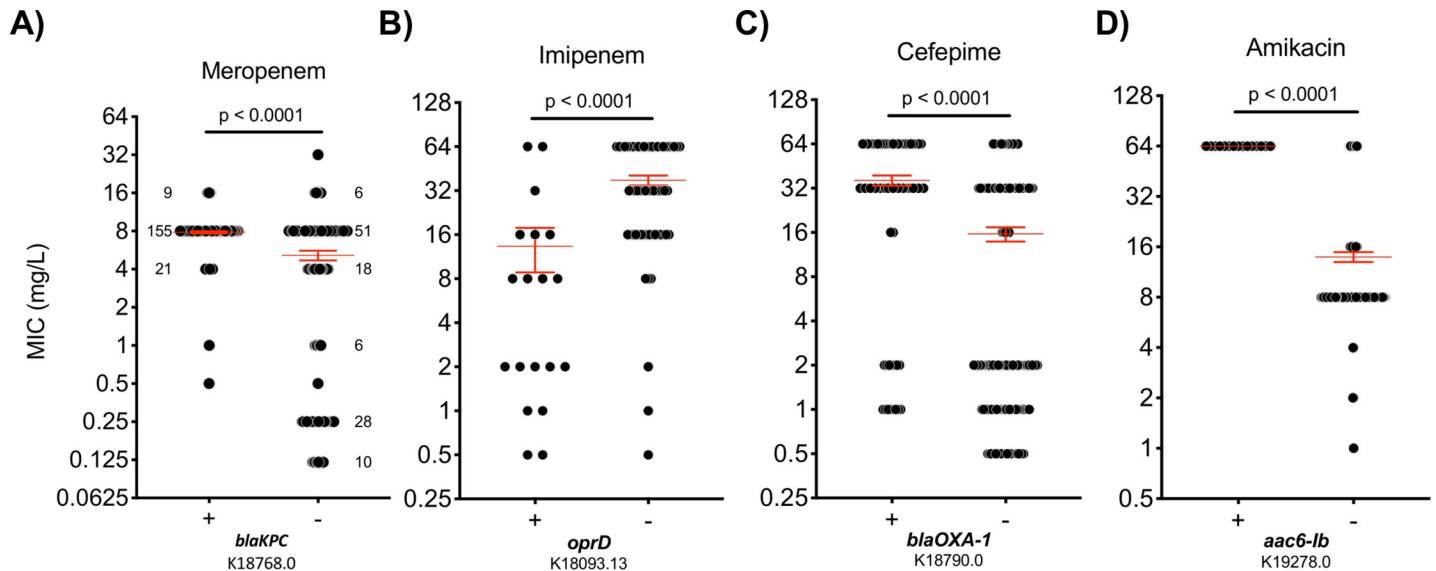 A)
Meropenem
p < 0.0001
MIC (mg/L)
64
32
16
8
4
2
1
0.5
0.25
0.125
0.0625
9
155
21
6
51
18
6
28
10
+ -
blaKPC
K18768.0
B)
Imipenem
p < 0.0001
128
64
32
16
8
4
2
1
0.5
0.25
+ -
oprD
K18093.13
C)
Cefepime
p < 0.0001
128
64
32
16
8
4
2
1
0.5
0.25
+ -
blaOXA-1
K18790.0
D)
Amikacin
p < 0.0001
128
64
32
16
8
4
2
1
0.5
+ -
aac6-Ib
K19278.0